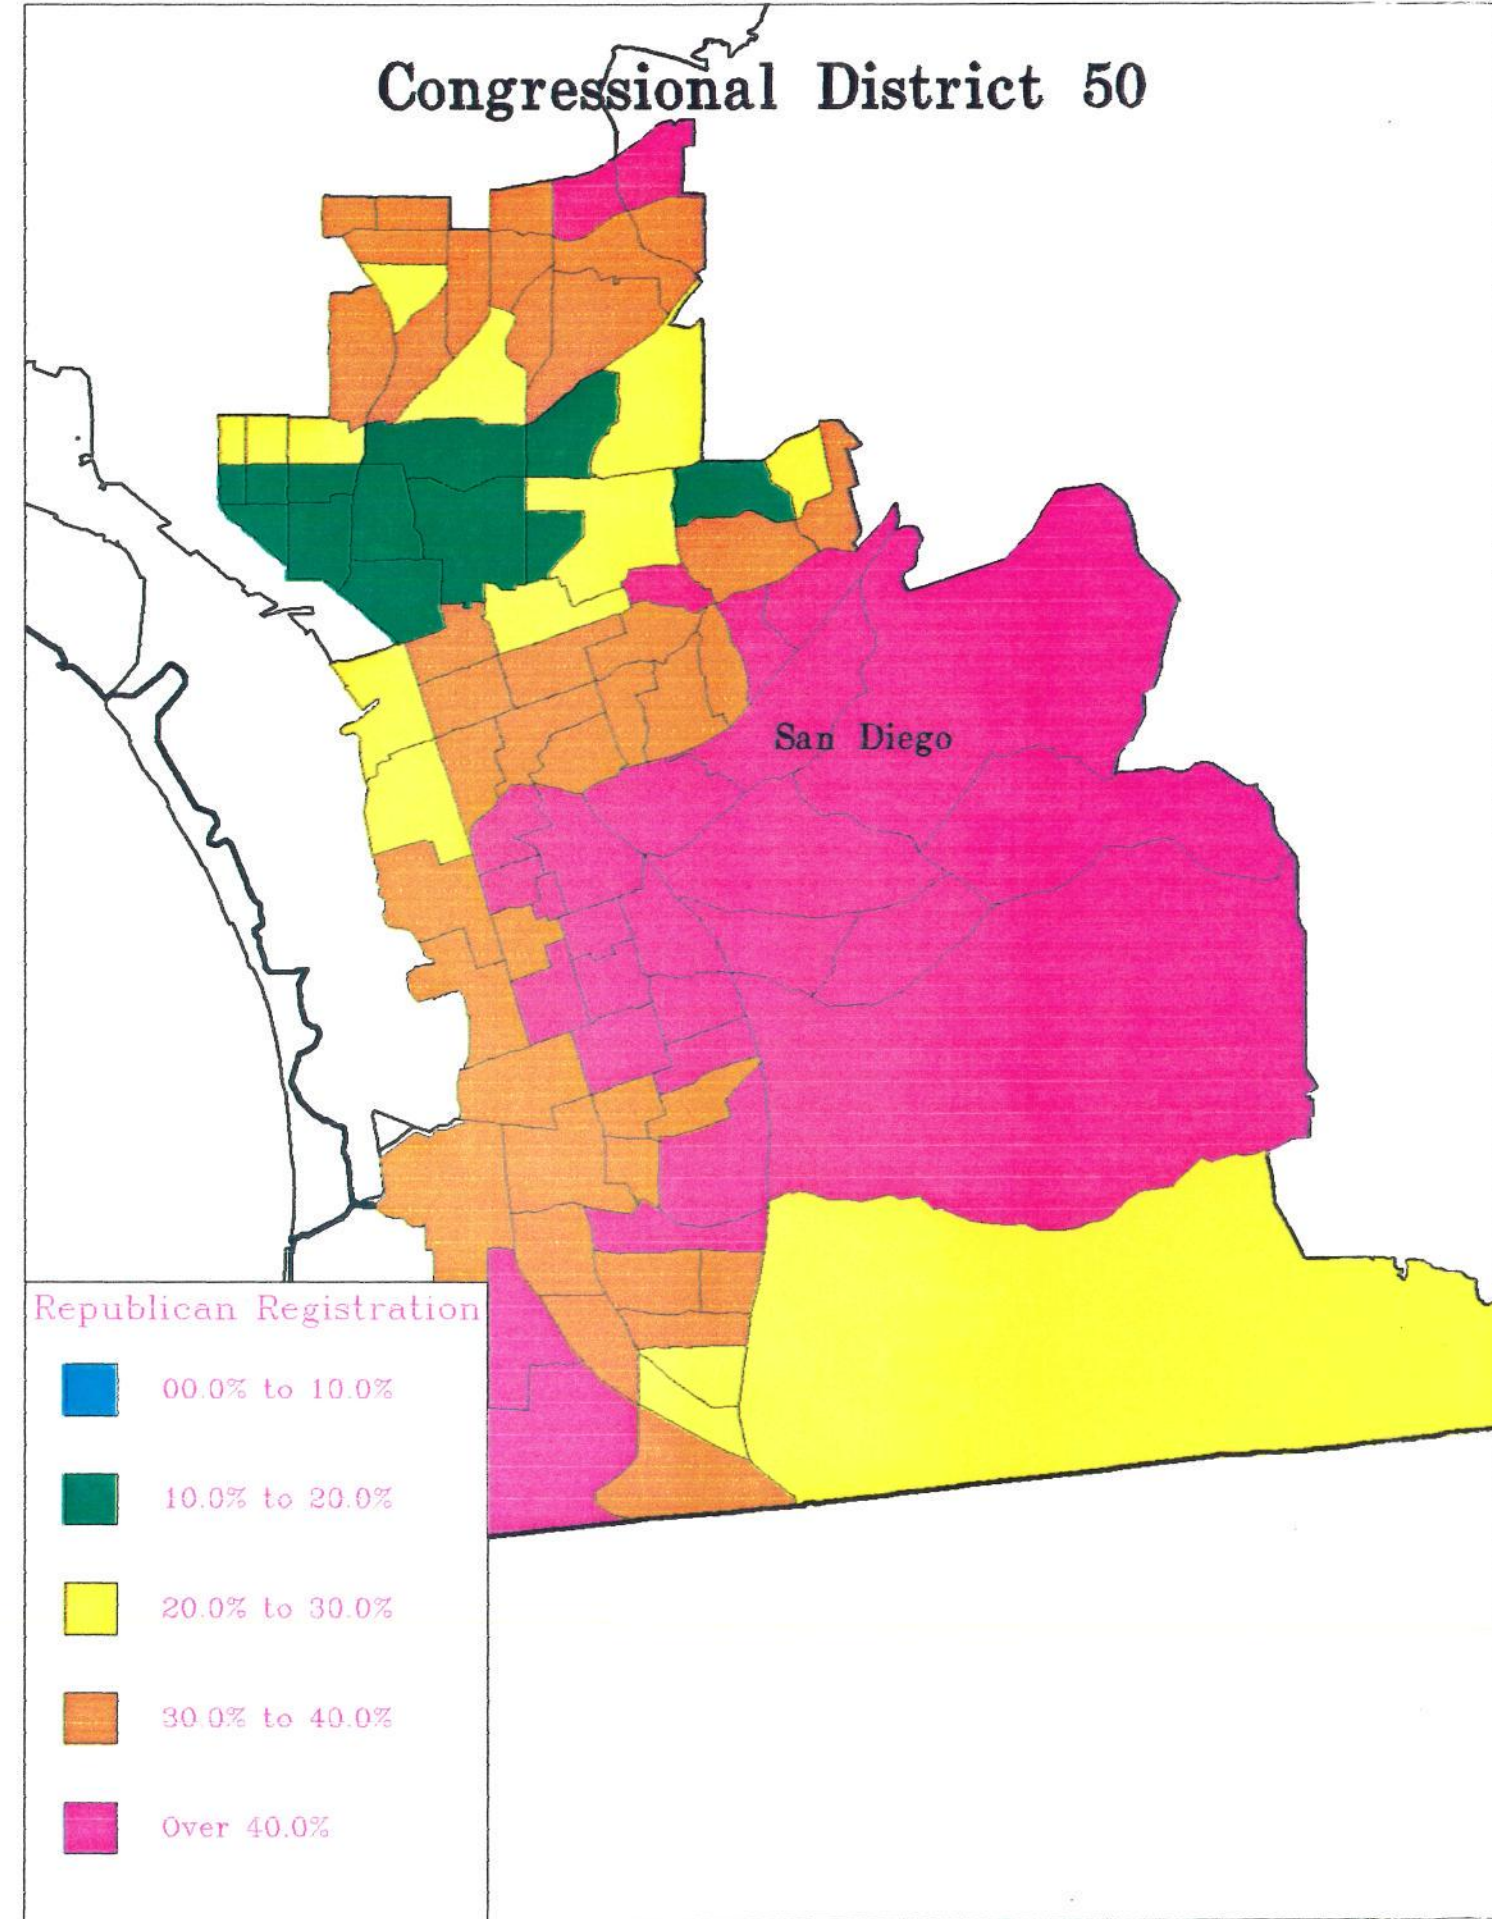 Congressional District 50
San Diego
Republican Registration
00.0% to 10.0%
10.0% to 20.0%
20.0% to 30.0%
30.0% to 40.0%
Over 40.0%